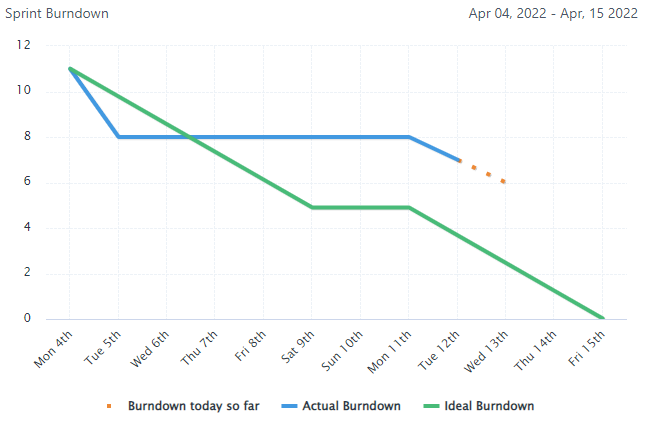 Sprint Burndown
Apr 04, 2022 - Apr, 15 2022
12
10
8
6
4
2
0
Mon 4th
Tue 5th
Wed 6th
Thu 7th
Fri 8th
Sat 9th
Sun 10th
Mon 11th
Tue 12th
Wed 13th
Thu 14th
Fri 15th
Burndown today so far
Actual Burndown
Ideal Burndown